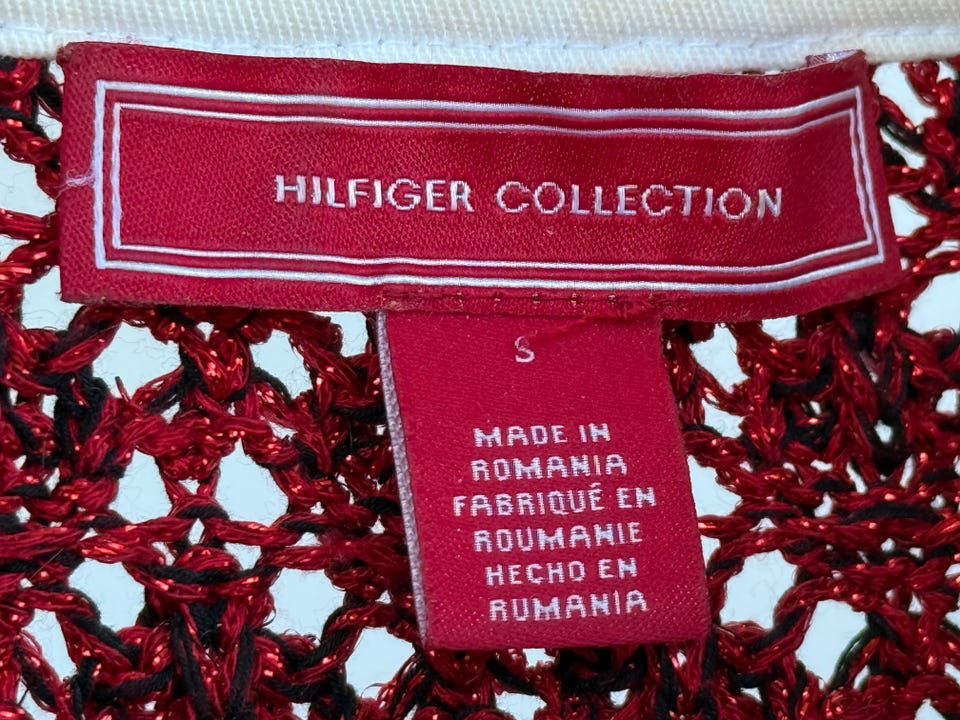 HILFIGER COLLECTION
S
MADE IN
ROMANIA
FABRIQUÉ EN
ROUMANIE
HECHO EN
RUMANIA